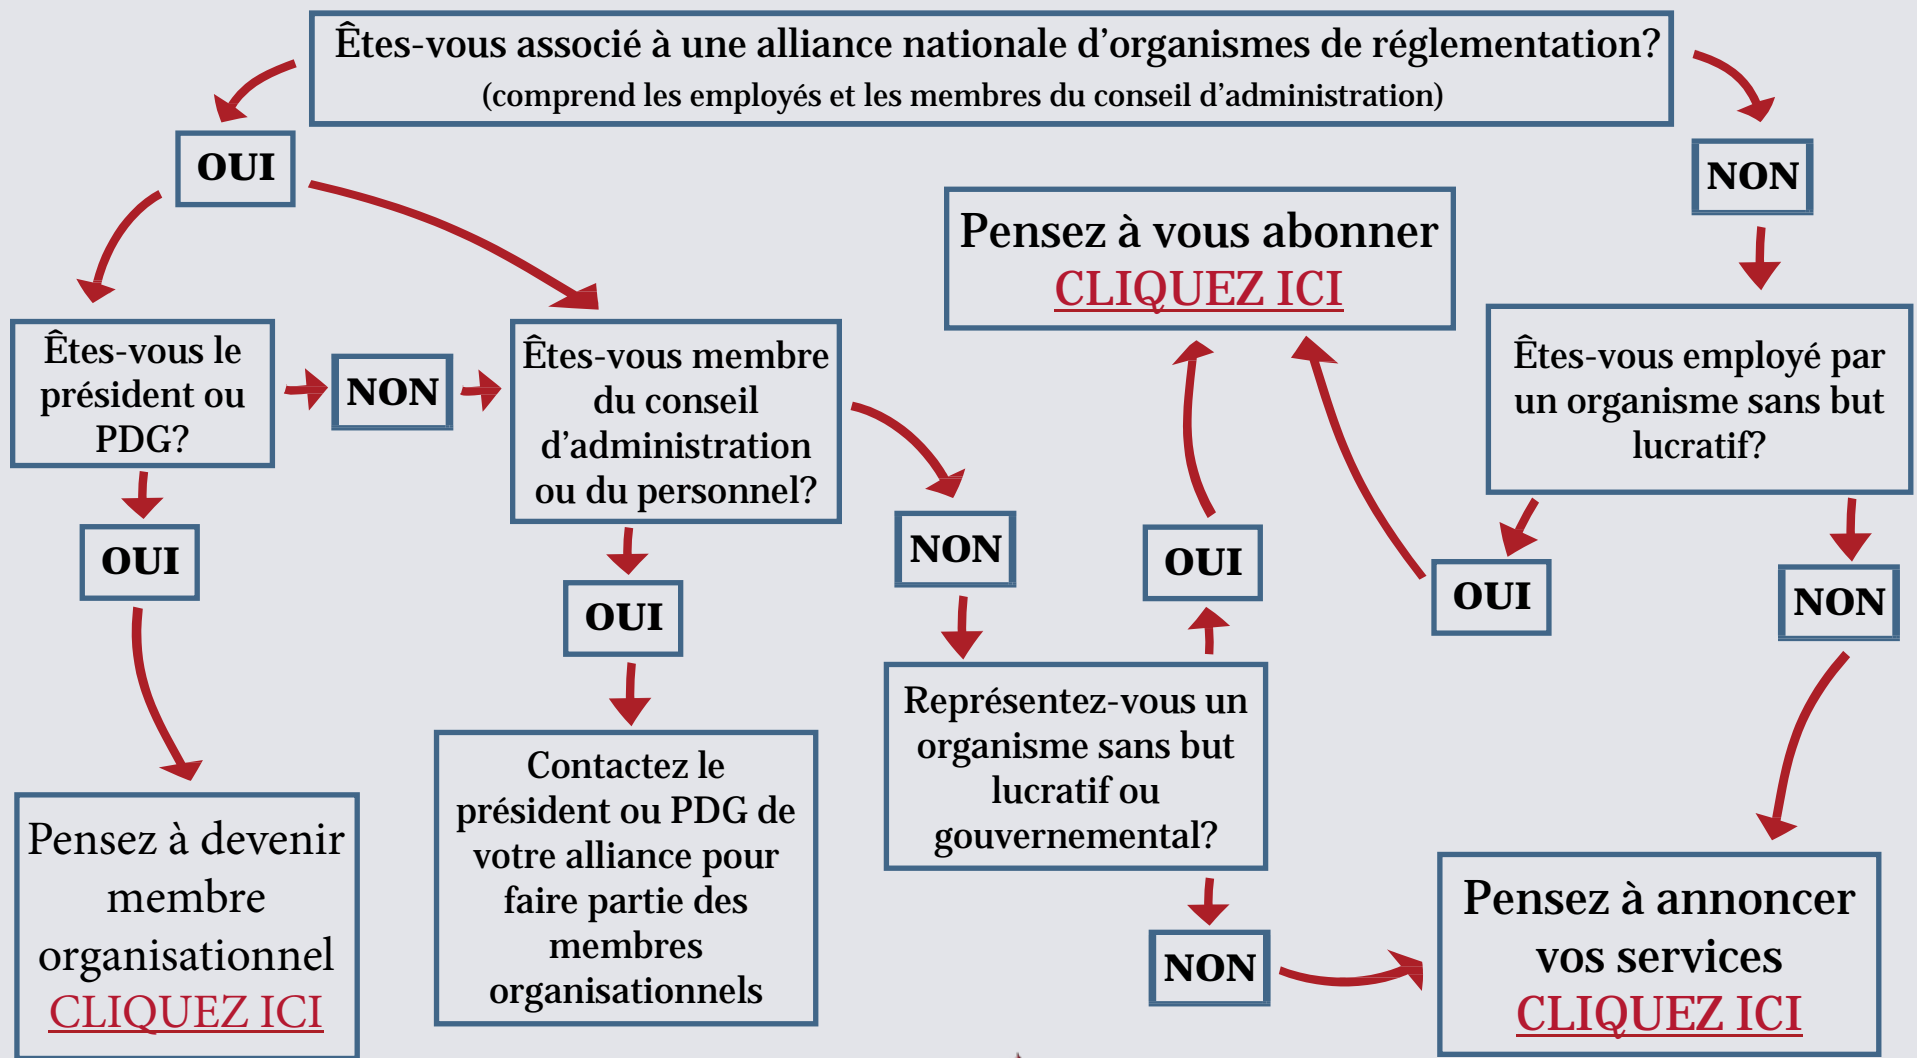 Êtes-vous associé à une alliance nationale d'organismes de réglementation?
(comprend les employés et les membres du conseil d'administration)
OUI
NON
Pensez à vous abonner
CLIQUEZ ICI
Êtes-vous le
président ou
PDG?
NON
Êtes-vous membre
du conseil
d'administration
ou du personnel?
Êtes-vous employé par
un organisme sans but
lucratif?
OUI
OUI
NON
OUI
OUI
NON
Représentez-vous un
organisme sans but
lucratif ou
gouvernemental?
Pensez à devenir
membre
organisationnel
CLIQUEZ ICI
Contactez le
président ou PDG de
votre alliance pour
faire partie des
membres
organisationnels
NON
Pensez à annoncer
vos services
CLIQUEZ ICI